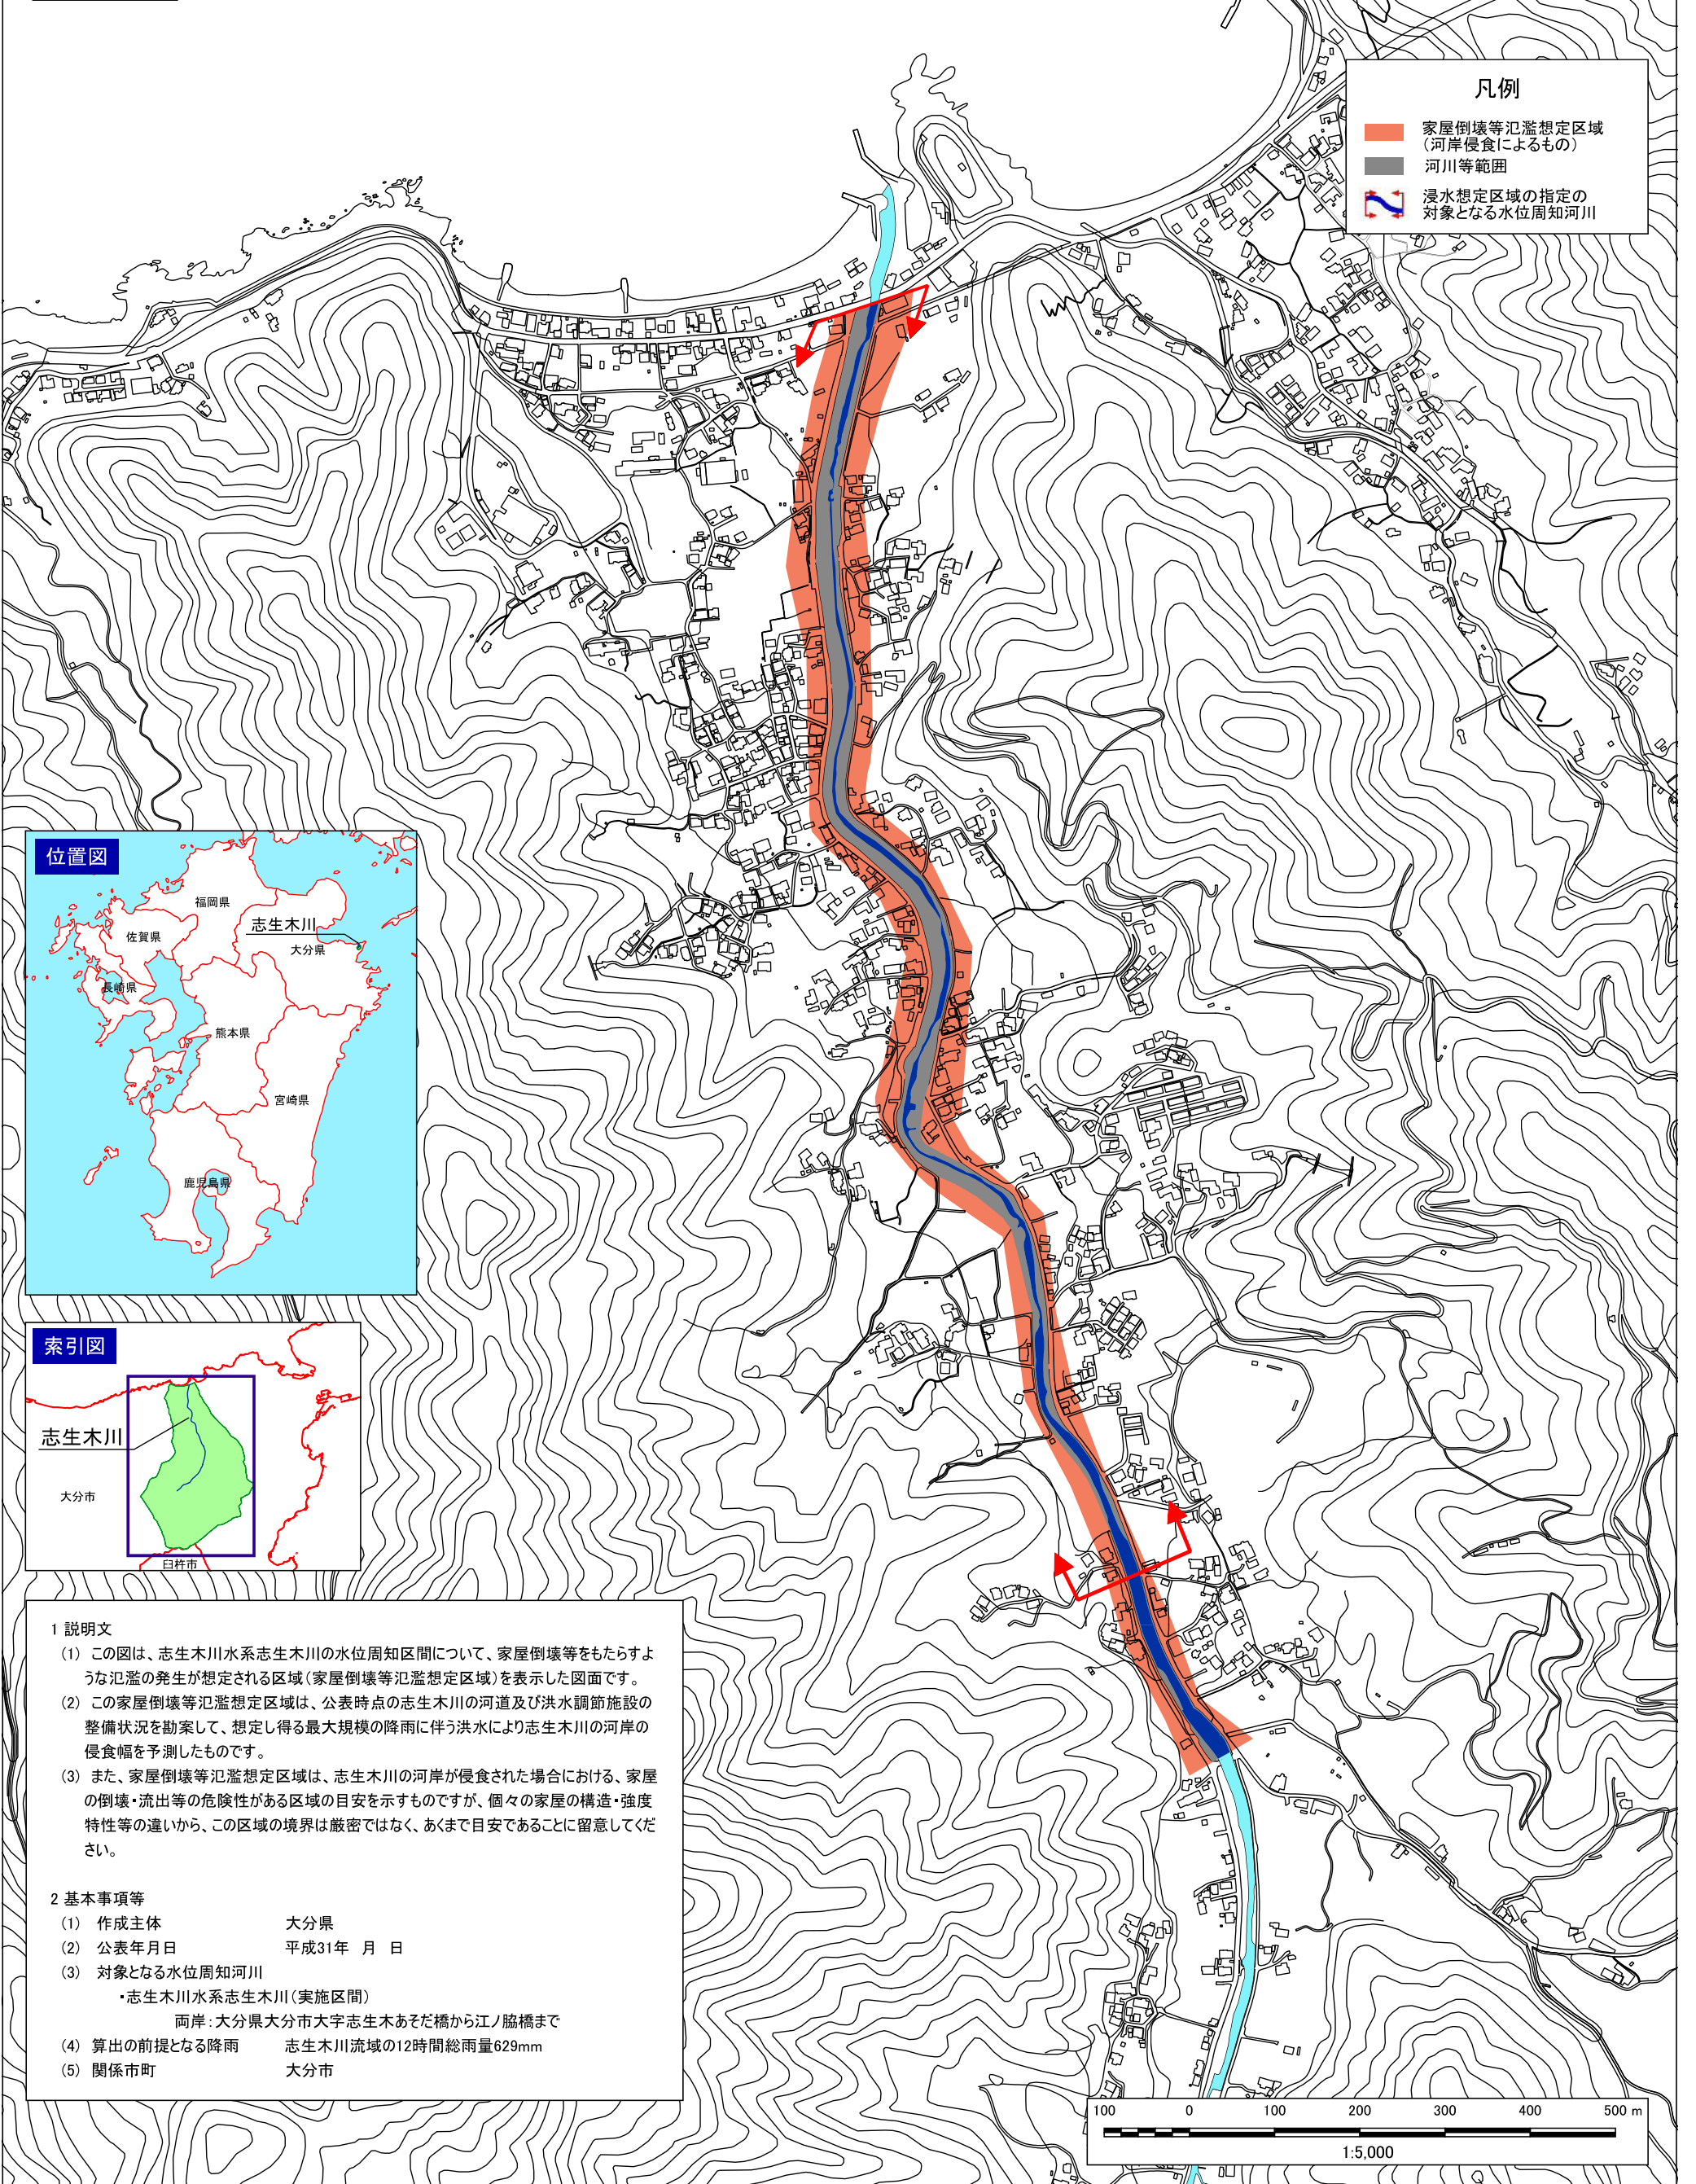 凡例
家屋倒壊等氾濫想定区域
（河岸侵食によるもの）
河川等範囲
浸水想定区域の指定の
対象となる水位周知河川
位置図
福岡県
志生木川
佐賀県
大分県
長崎県
熊本県
宮崎県
鹿児島県
索引図
志生木川
大分市
臼杵市
1 説明文
(1) この図は、志生木川水系志生木川の水位周知区間について、家屋倒壊等をもたらすよ
うな氾濫の発生が想定される区域（家屋倒壊等氾濫想定区域）を表示した図面です。
(2) この家屋倒壊等氾濫想定区域は、公表時点の志生木川の河道及び洪水調節施設の
整備状況を勘案して、想定し得る最大規模の降雨に伴う洪水により志生木川の河岸の
侵食幅を予測したものです。
(3) また、家屋倒壊等氾濫想定区域は、志生木川の河岸が侵食された場合における、家屋
の倒壊・流出等の危険性がある区域の目安を示すものですが、個々の家屋の構造・強度
特性等の違いから、この区域の境界は厳密ではなく、あくまで目安であることに留意してくだ
さい。
2 基本事項等
(1) 作成主体 大分県
(2) 公表年月日 平成31年 月 日
(3) 対象となる水位周知河川
・志生木川水系志生木川（実施区間）
両岸：大分県大分市大字志生木あそだ橋から江ノ脇橋まで
(4) 算出の前提となる降雨 志生木川流域の12時間総雨量629mm
(5) 関係市町 大分市
100 0 100 200 300 400 500 m
1:5,000